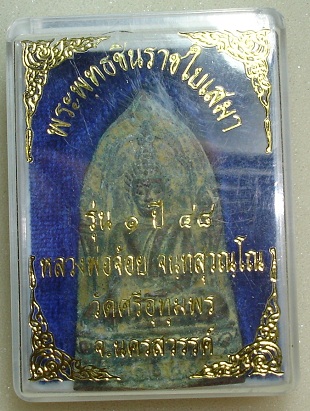 พระพุทธชินราชใบเสมา
รุ่น ๑ ปี ๔๔
หลวงพ่อจ้อย จนฺทสุวณฺโณ
วัดศรีอุทุมพร
จ.นครสวรรค์